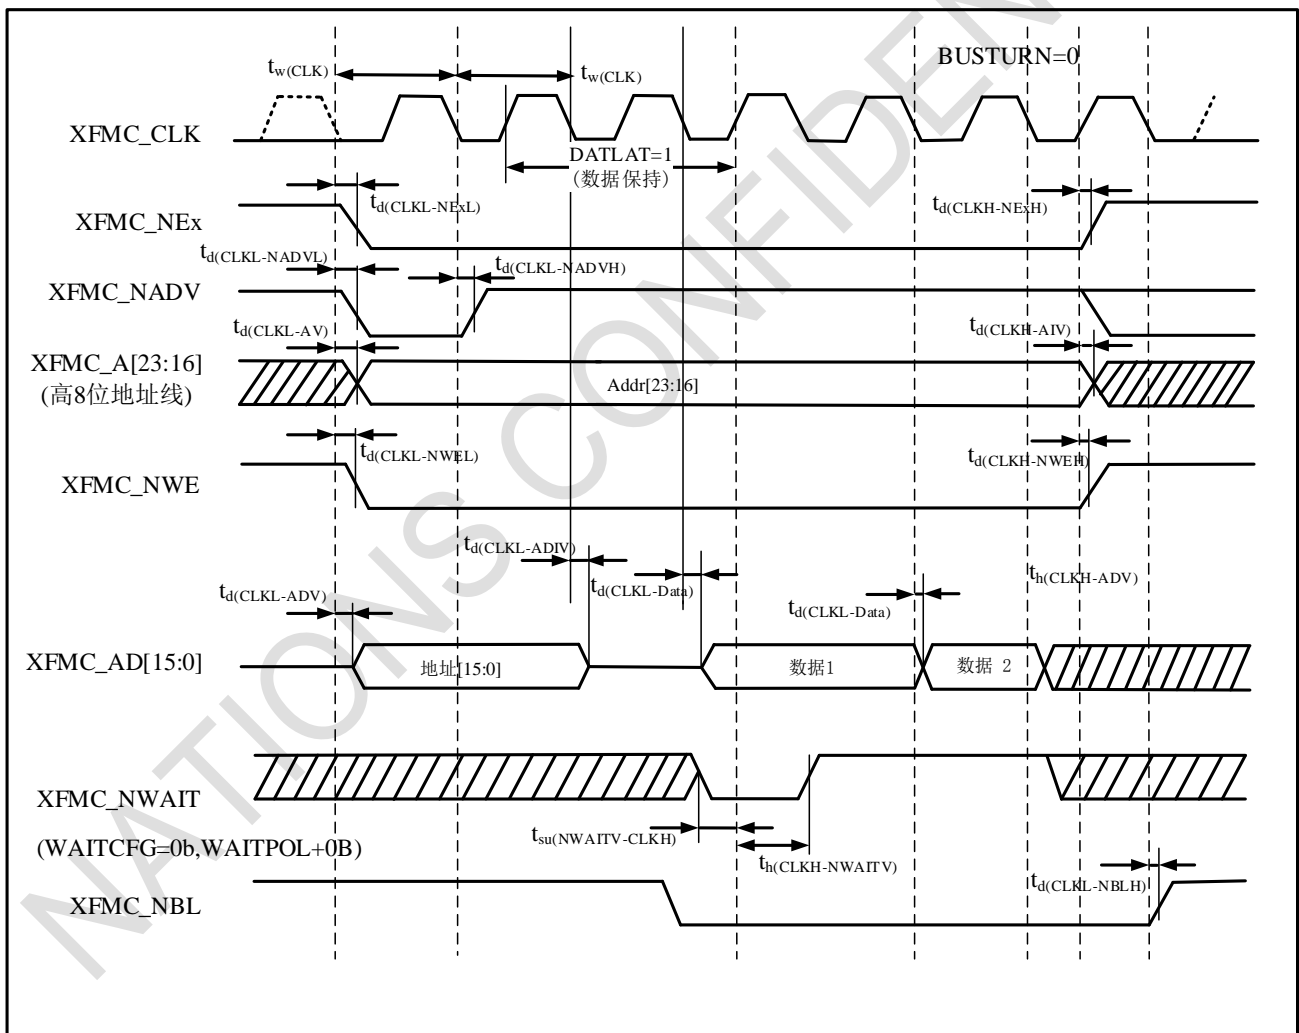 BUSTURN=0
tw(CLK)
tw(CLK)
XFMC_CLK
DATLAT=1
(数据保持)
td(CLKL-NExL)
td(CLKH-NExH)
XFMC_NEx
td(CLKL-NADVL)
td(CLKL-NADVH)
XFMC_NADV
td(CLKL-AV)
td(CLKH-AIV)
XFMC_A[23:16]
(高8位地址线)
Addr[23:16]
td(CLKL-NWEL)
td(CLKH-NWEH)
XFMC_NWE
td(CLKL-ADIV)
td(CLKL-ADV)
td(CLKL-Data)
td(CLKL-Data)
th(CLKH-ADV)
XFMC_AD[15:0]
地址[15:0]
数据1
数据 2
XFMC_NWAIT
(WAITCFG=0b,WAITPOL+0B)
tsu(NWAITV-CLKH)
th(CLKH-NWAITV)
td(CLKL-NBLH)
XFMC_NBL
NATIONS CONFIDEN